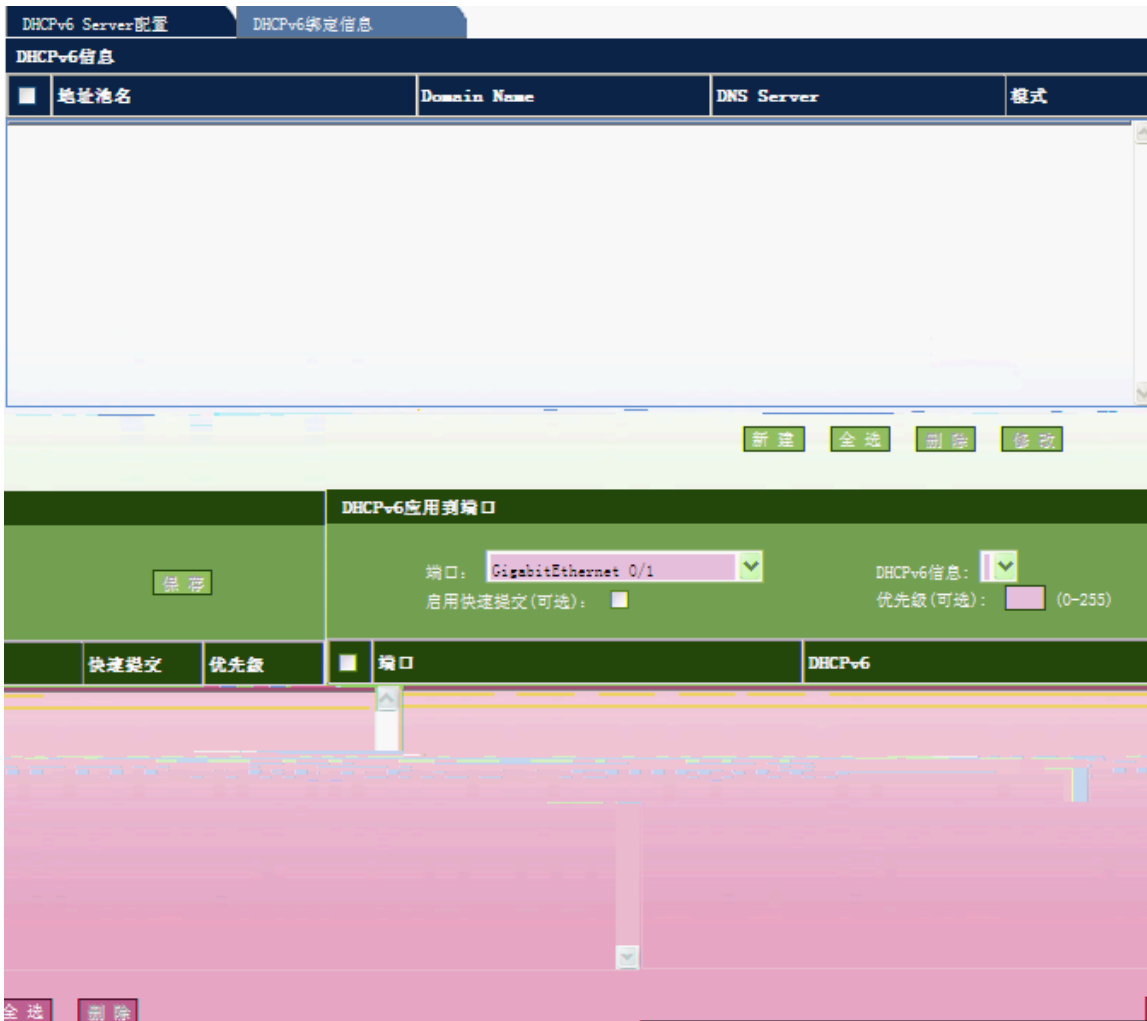 DHCPv6 Server配置 DHCPv6绑定信息
DHCPv6信息
地址池名 Domain Name DNS Server 模式
新建 全选 删除 修改
DHCPv6应用到端口
端口: GigabitEthernet 0/1 DHCPv6信息:
保存
启用快速提交(可选): 优先级(可选): (0-255)
快速提交 优先级 端口 DHCPv6
全选 删除